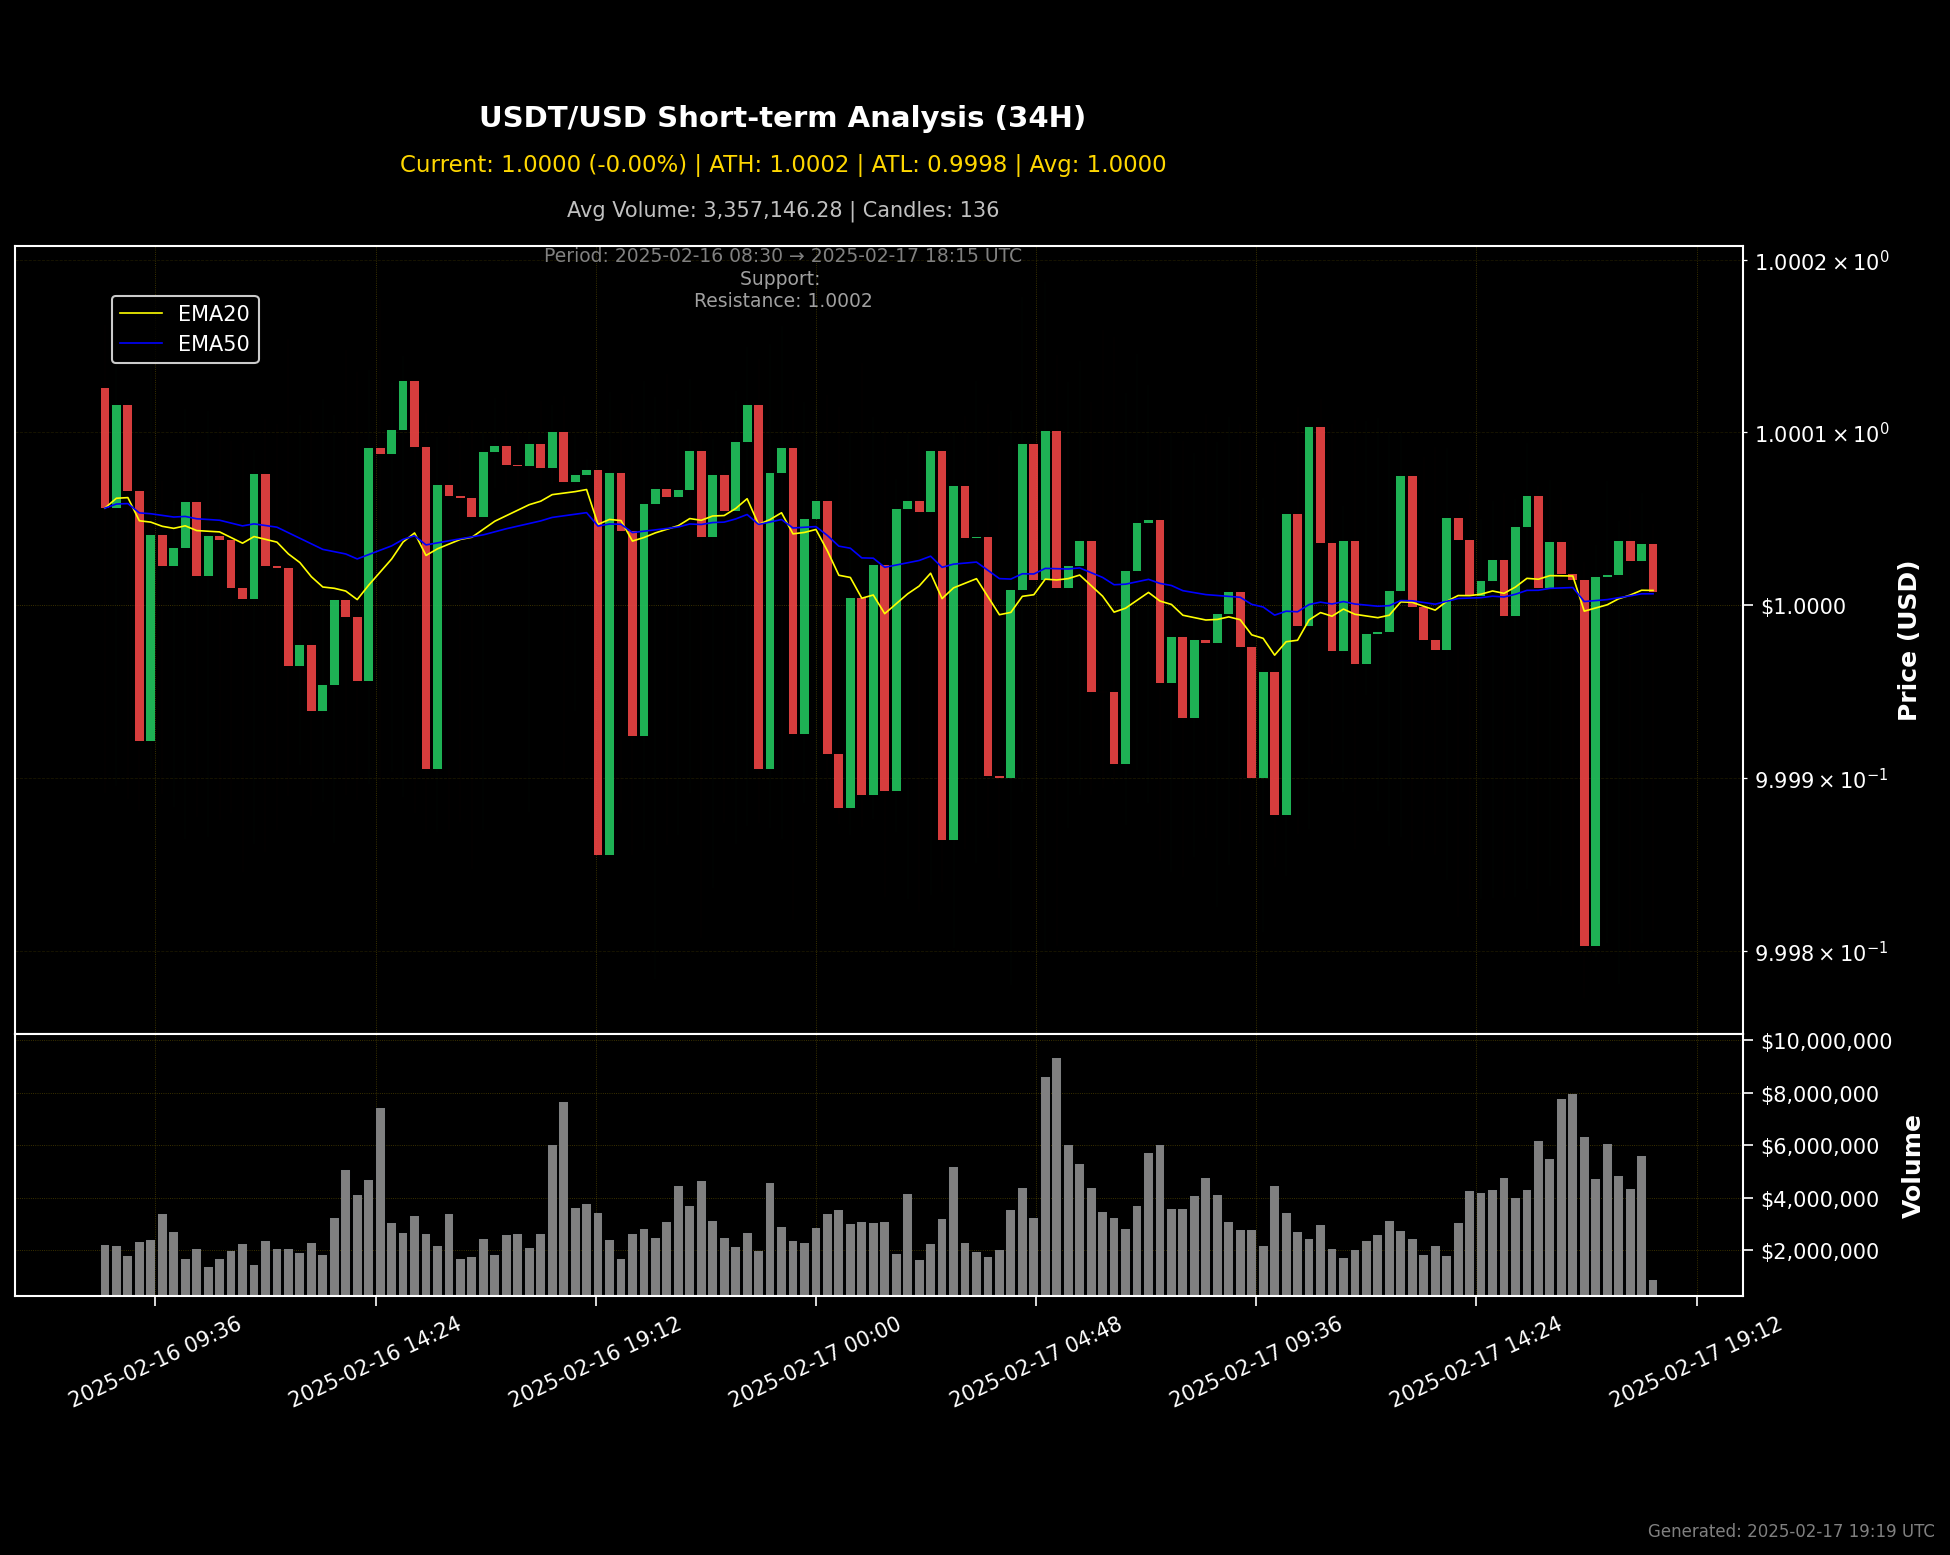 USDT/USD Short-term Analysis (34H)
Current: 1.0000 (-0.00%) | ATH: 1.0002 | ATL: 0.9998 | Avg: 1.0000
Avg Volume: 3,357,146.28 | Candles: 136
Period: 2025-02-16 08:30 → 2025-02-17 18:15 UTC
Support:
Resistance: 1.0002
EMA20
EMA50
1.0002 × 10⁰
1.0001 × 10⁰
$1.0000
9.999 × 10⁻¹
9.998 × 10⁻¹
Price (USD)
$10,000,000
$8,000,000
$6,000,000
$4,000,000
$2,000,000
Volume
2025-02-16 09:36
2025-02-16 14:24
2025-02-16 19:12
2025-02-17 00:00
2025-02-17 04:48
2025-02-17 09:36
2025-02-17 14:24
2025-02-17 19:12
Generated: 2025-02-17 19:19 UTC